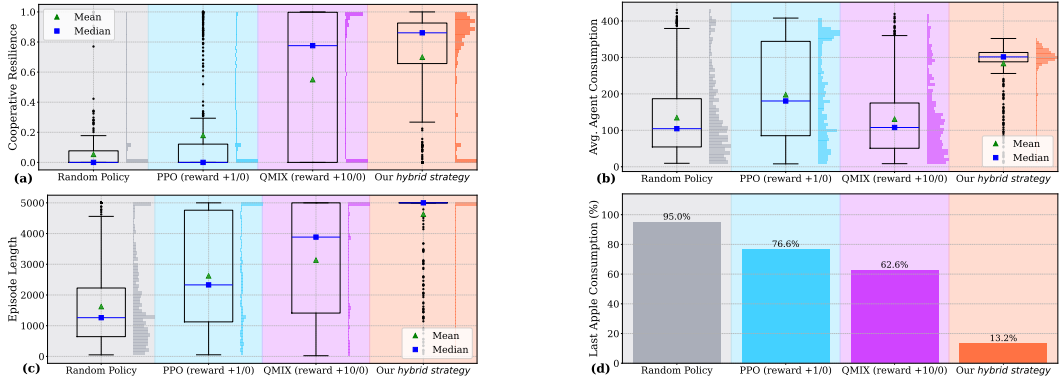 Cooperative Resilience
1.0
0.8
0.6
0.4
0.2
0.0
Mean
Median
(a)
Random Policy
PPO (reward +1/0)
QMIX (reward +10/0)
Our hybrid strategy
Avg. Agent Consumption
400
300
200
100
0
Mean
Median
(b)
Random Policy
PPO (reward +1/0)
QMIX (reward +10/0)
Our hybrid strategy
Episode Length
5000
4000
3000
2000
1000
0
Mean
Median
(c)
Random Policy
PPO (reward +1/0)
QMIX (reward +10/0)
Our hybrid strategy
Last Apple Consumption (%)
100
80
60
40
20
0
95.0%
76.6%
62.6%
13.2%
(d)
Random Policy
PPO (reward +1/0)
QMIX (reward +10/0)
Our hybrid strategy